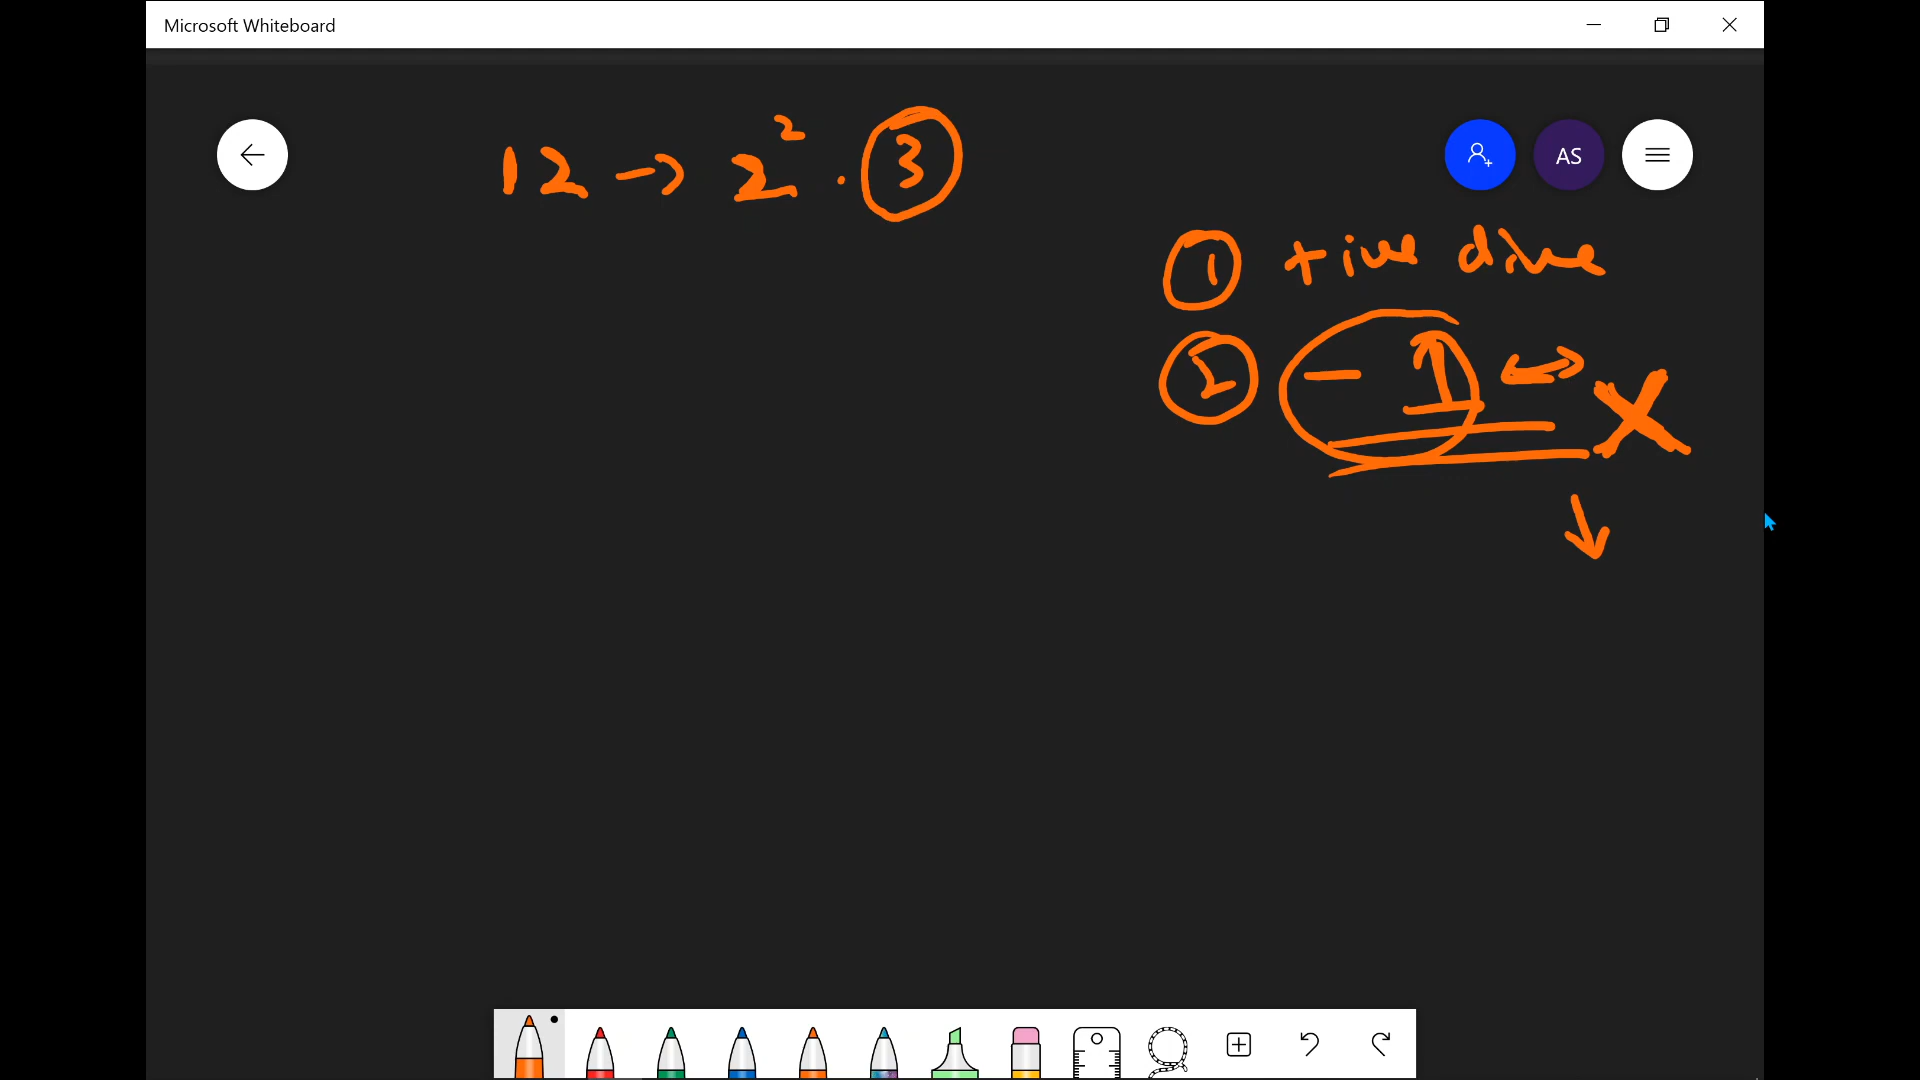 Microsoft Whiteboard
12 → 2² · 3
AS
① +ive
② - 1 ↔ X
↓